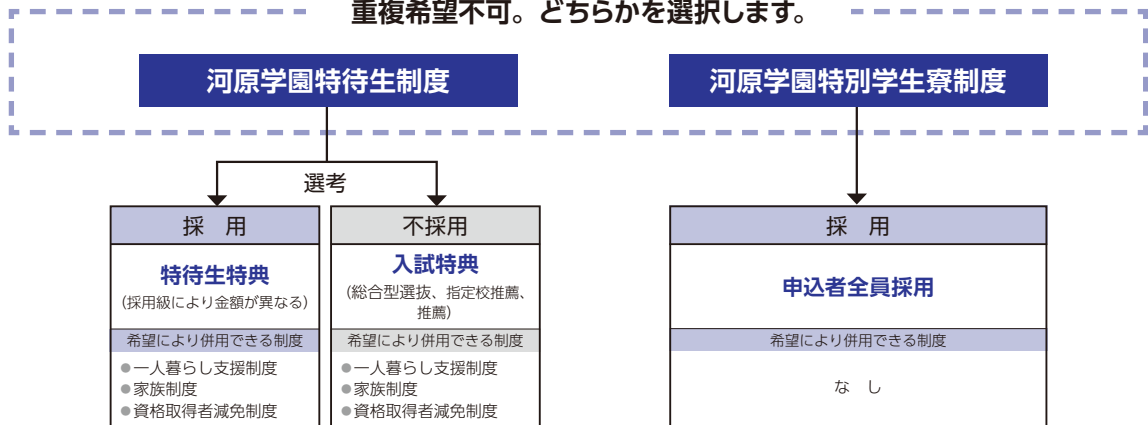 重複希望不可。どちらかを選択します。
河原学園特待生制度
河原学園特別学生寮制度
選考
採　用
特待生特典
(採用級により金額が異なる)
希望により併用できる制度
●一人暮らし支援制度
●家族制度
●資格取得者減免制度
不採用
入試特典
(総合型選抜、指定校推薦、
推薦)
希望により併用できる制度
●一人暮らし支援制度
●家族制度
●資格取得者減免制度
採　用
申込者全員採用
希望により併用できる制度
な　し